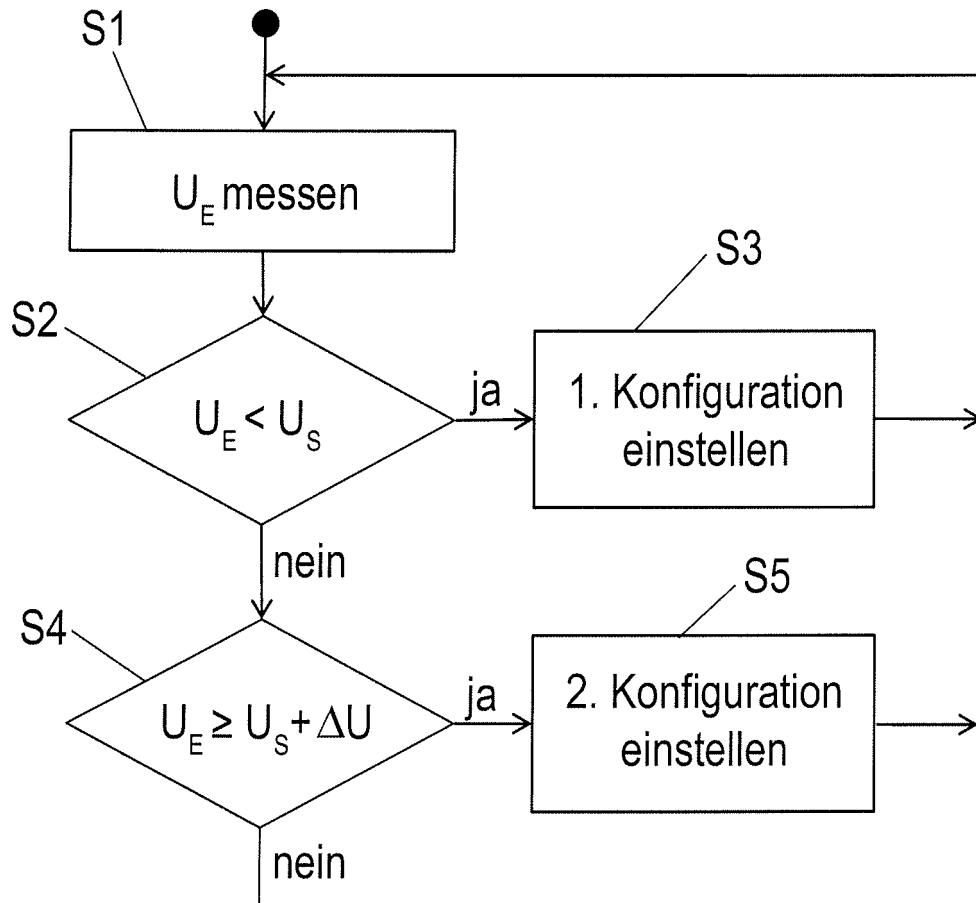 S1
U_E messen
S2
U_E < U_S
ja
S3
1. Konfiguration
einstellen
nein
S4
U_E ≥ U_S + ΔU
ja
S5
2. Konfiguration
einstellen
nein